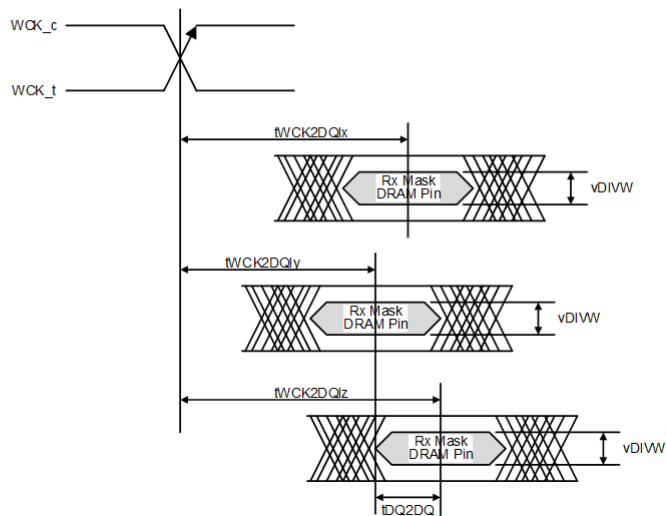 WCK_c
WCK_t
tWCK2DQIx
Rx Mask
DRAM Pin
vDIVW
tWCK2DQIy
Rx Mask
DRAM Pin
vDIVW
tWCK2DQIz
Rx Mask
DRAM Pin
vDIVW
tDQ2DQ